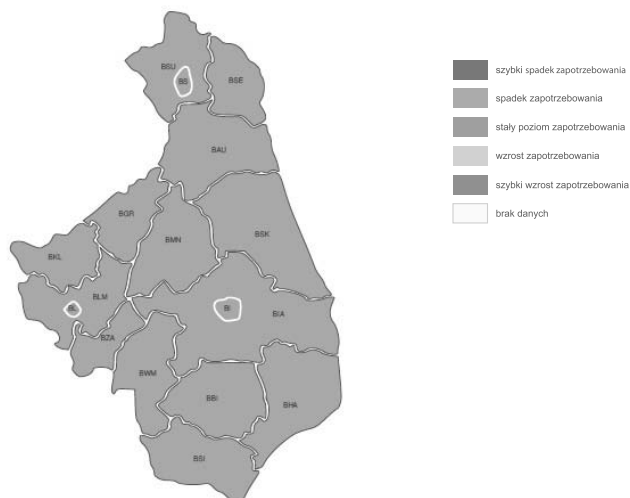 BSU
BS
BSE
BAU
BGR
BMN
BSK
BKL
BLM
BL
BI
BIA
BZA
BWM
BBI
BHA
BSI
szybki spadek zapotrzebowania
spadek zapotrzebowania
stały poziom zapotrzebowania
wzrost zapotrzebowania
szybki wzrost zapotrzebowania
brak danych